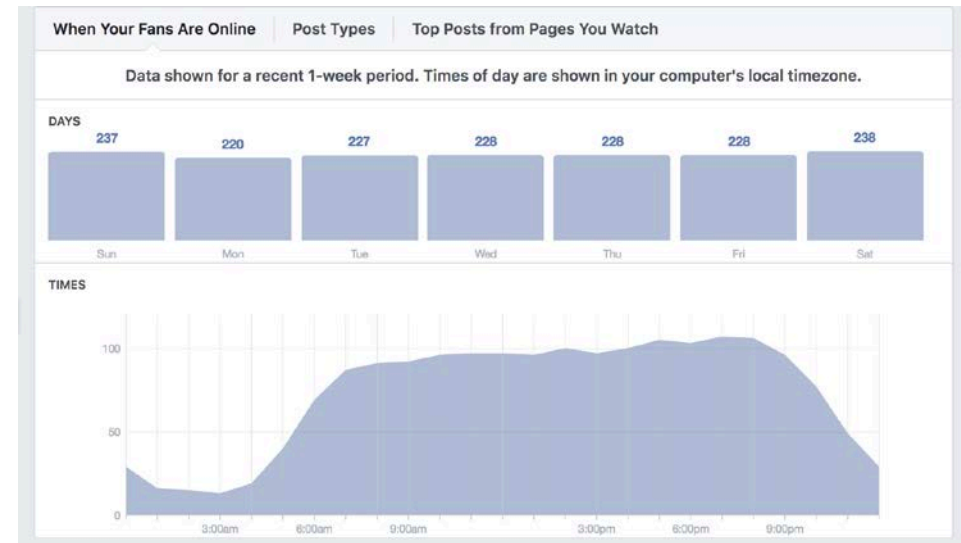 When Your Fans Are Online Post Types Top Posts from Pages You Watch
Data shown for a recent 1-week period. Times of day are shown in your computer's local timezone.
DAYS
237 220 227 228 228 228 238
Sun Mon Tue Wed Thu Fri Sat
TIMES
100
50
0
3:00am 6:00am 9:00am 3:00pm 6:00pm 9:00pm